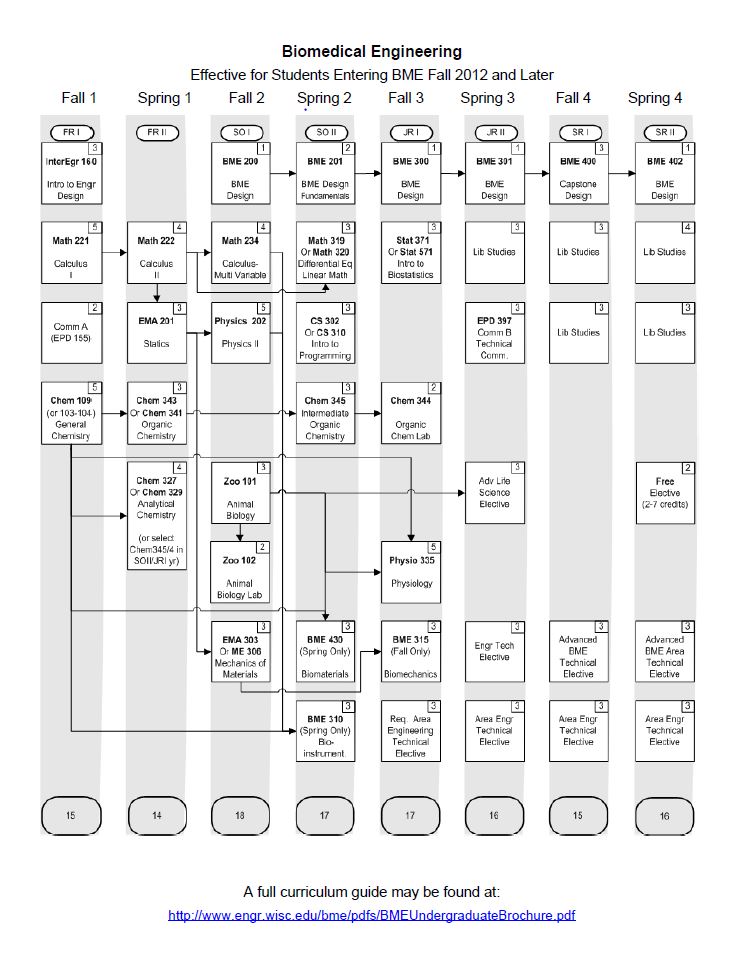 Biomedical Engineering
Effective for Students Entering BME Fall 2012 and Later
Fall 1
Spring 1
Fall 2
Spring 2
Fall 3
Spring 3
Fall 4
Spring 4
FR I
FR II
SO I
SO II
JR I
JR II
SR I
SR II
3
InterEgr 160
Intro to Engr
Design
1
BME 200
BME
Design
2
BME 201
BME Design
Fundamentals
1
BME 300
BME
Design
1
BME 301
BME
Design
3
BME 400
Capstone
Design
1
BME 402
BME
Design
5
Math 221
Calculus
I
4
Math 222
Calculus
II
4
Math 234
Calculus-
Multi Variable
3
Math 319
Or Math 320
Differential Eq
Linear Math
3
Stat 371
Or Stat 571
Intro to
Biostatistics
3
Lib Studies
3
Lib Studies
4
Lib Studies
2
Comm A
(EPD 155)
3
EMA 201
Statics
5
Physics 202
Physics II
3
CS 302
Or CS 310
Intro to
Programming
3
EPD 397
Comm B
Technical
Comm.
3
Lib Studies
3
Lib Studies
5
Chem 109
(or 103-104)
General
Chemistry
3
Chem 343
Or Chem 341
Organic
Chemistry
3
Chem 345
Intermediate
Organic
Chemistry
2
Chem 344
Organic
Chem Lab
4
Chem 327
Or Chem 329
Analytical
Chemistry
(or select
Chem345/4 in
SOII/JRI yr)
3
Zoo 101
Animal
Biology
3
Adv Life
Science
Elective
2
Free
Elective
(2-7 credits)
2
Zoo 102
Animal
Biology Lab
5
Physio 335
Physiology
3
EMA 303
Or ME 306
Mechanics of
Materials
3
BME 430
(Spring Only)
Biomaterials
3
BME 315
(Fall Only)
Biomechanics
3
Engr Tech
Elective
3
Advanced
BME
Technical
Elective
3
Advanced
BME Area
Technical
Elective
3
BME 310
(Spring Only)
Bio-
instrument.
3
Req. Area
Engineering
Technical
Elective
3
Area Engr
Technical
Elective
3
Area Engr
Technical
Elective
3
Area Engr
Technical
Elective
15
14
18
17
17
16
15
16
A full curriculum guide may be found at:
http://www.engr.wisc.edu/bme/pdfs/BMEUndergraduateBrochure.pdf